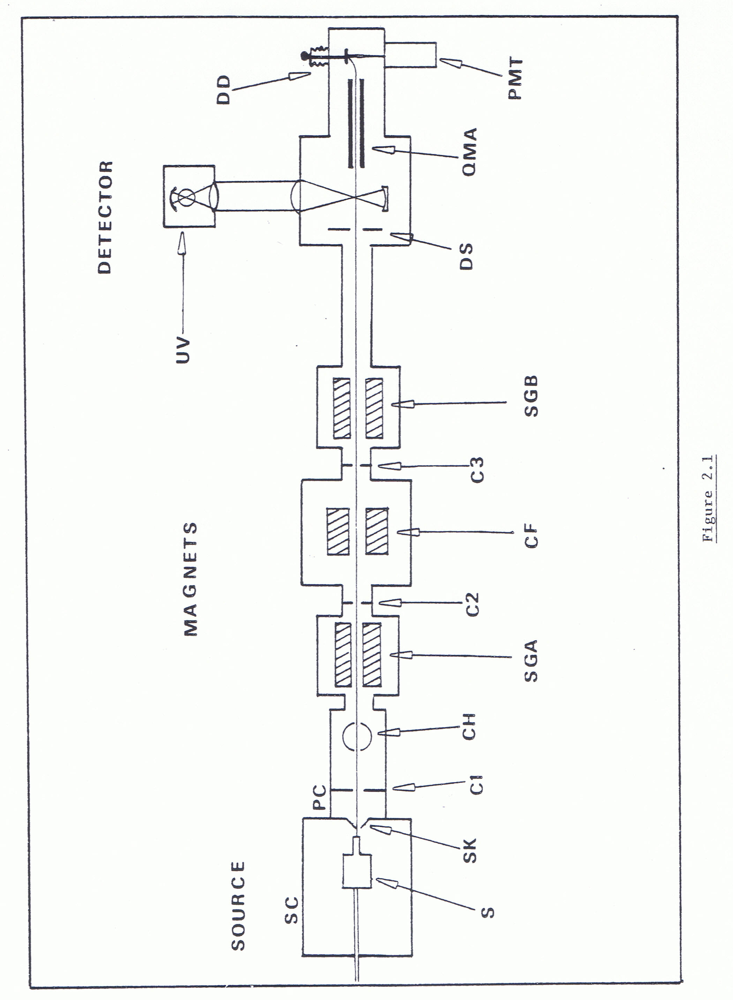 SOURCE
MAGNETS
DETECTOR
SC
PC
UV
DD
S
SK
C1
CH
SGA
C2
CF
C3
SGB
DS
QMA
PMT
Figure 2.1